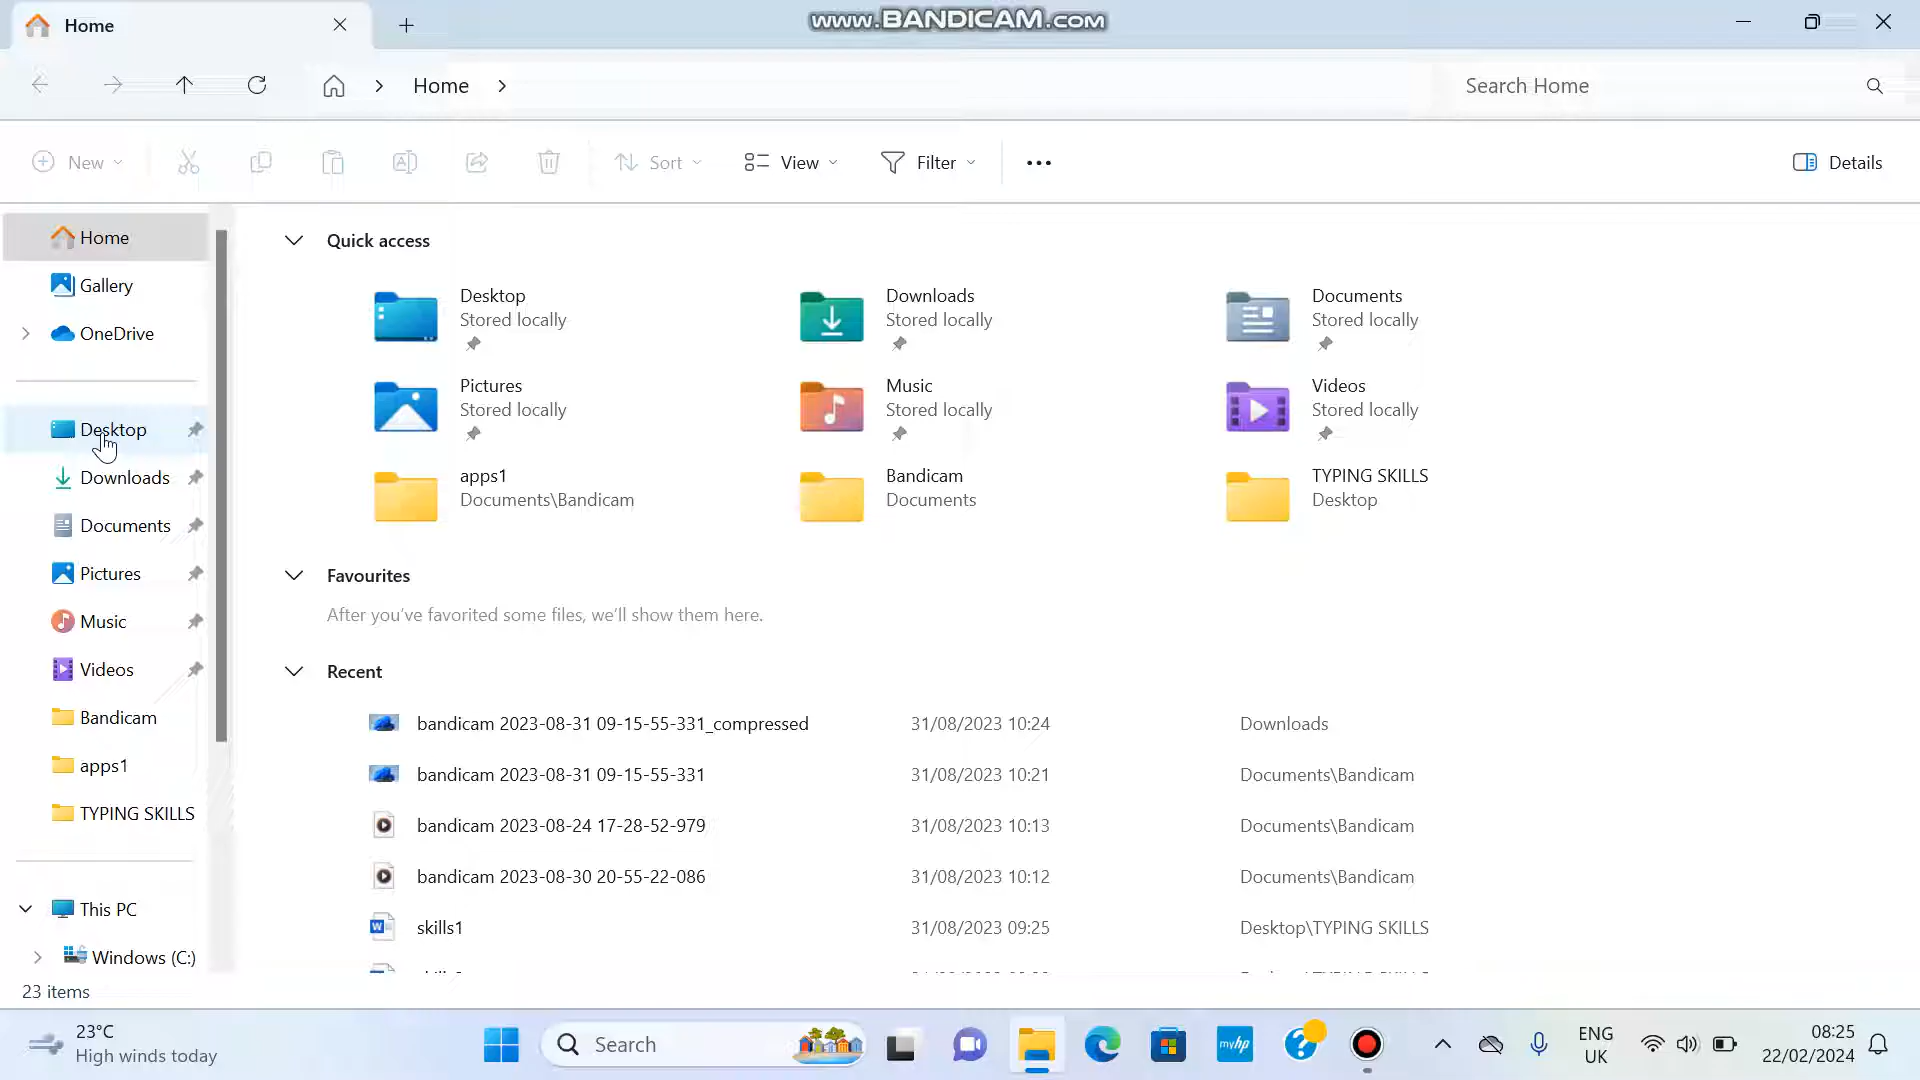 Home
www.BANDICAM.com
Home
Search Home
New
Sort
View
Filter
Details
Home
Gallery
OneDrive
Desktop
Downloads
Documents
Pictures
Music
Videos
Bandicam
apps1
TYPING SKILLS
This PC
Windows (C:)
Quick access
Desktop
Stored locally
Downloads
Stored locally
Documents
Stored locally
Pictures
Stored locally
Music
Stored locally
Videos
Stored locally
apps1
Documents\Bandicam
Bandicam
Documents
TYPING SKILLS
Desktop
Favourites
After you've favorited some files, we'll show them here.
Recent
bandicam 2023-08-31 09-15-55-331_compressed 31/08/2023 10:24 Downloads
bandicam 2023-08-31 09-15-55-331 31/08/2023 10:21 Documents\Bandicam
bandicam 2023-08-24 17-28-52-979 31/08/2023 10:13 Documents\Bandicam
bandicam 2023-08-30 20-55-22-086 31/08/2023 10:12 Documents\Bandicam
skills1 31/08/2023 09:25 Desktop\TYPING SKILLS
23 items
23°C
High winds today
Search
myhp
ENG
UK
08:25
22/02/2024